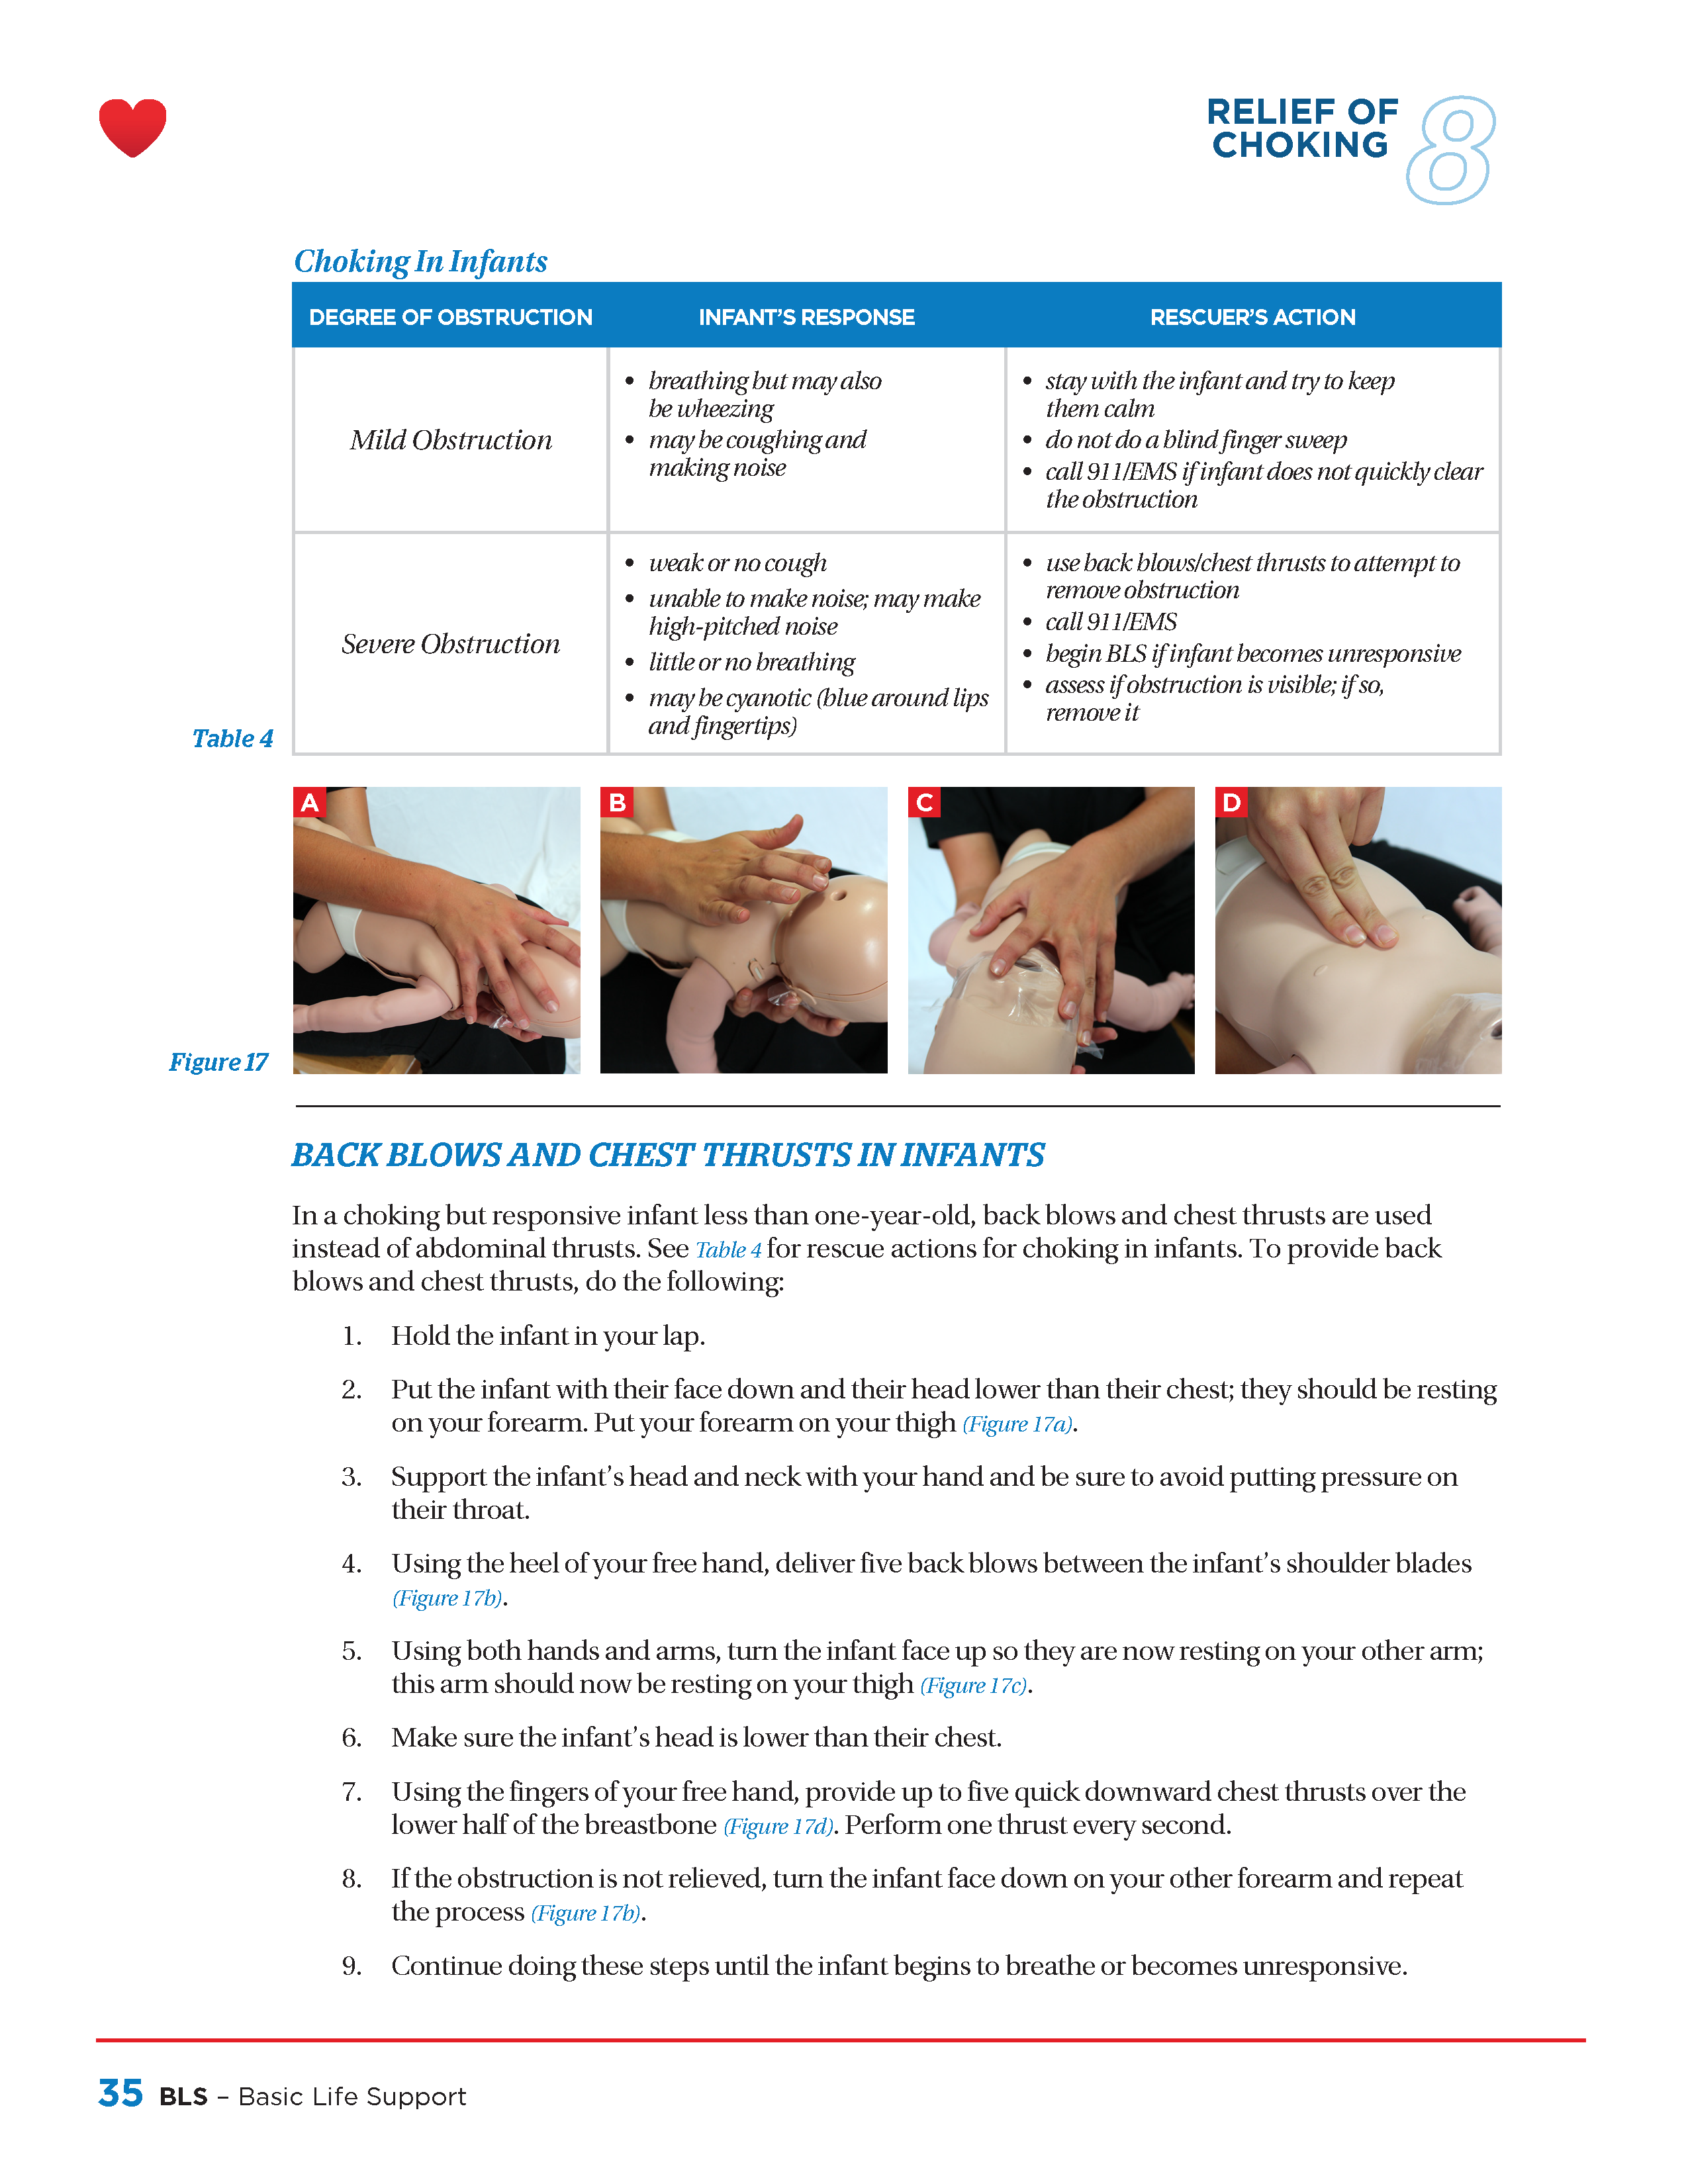 RELIEF OF
CHOKING
8
Choking In Infants
DEGREE OF OBSTRUCTION INFANT'S RESPONSE RESCUER'S ACTION
Mild Obstruction
• breathing but may also
be wheezing
• may be coughing and
making noise
• stay with the infant and try to keep
them calm
• do not do a blind finger sweep
• call 911/EMS if infant does not quickly clear
the obstruction
Severe Obstruction
• weak or no cough
• unable to make noise; may make
high-pitched noise
• little or no breathing
• may be cyanotic (blue around lips
and fingertips)
• use back blows/chest thrusts to attempt to
remove obstruction
• call 911/EMS
• begin BLS if infant becomes unresponsive
• assess if obstruction is visible; if so,
remove it
Table 4
A B C D
Figure 17
BACK BLOWS AND CHEST THRUSTS IN INFANTS
In a choking but responsive infant less than one-year-old, back blows and chest thrusts are used
instead of abdominal thrusts. See Table 4 for rescue actions for choking in infants. To provide back
blows and chest thrusts, do the following:
1. Hold the infant in your lap.
2. Put the infant with their face down and their head lower than their chest; they should be resting
on your forearm. Put your forearm on your thigh (Figure 17a).
3. Support the infant's head and neck with your hand and be sure to avoid putting pressure on
their throat.
4. Using the heel of your free hand, deliver five back blows between the infant's shoulder blades
(Figure 17b).
5. Using both hands and arms, turn the infant face up so they are now resting on your other arm;
this arm should now be resting on your thigh (Figure 17c).
6. Make sure the infant's head is lower than their chest.
7. Using the fingers of your free hand, provide up to five quick downward chest thrusts over the
lower half of the breastbone (Figure 17d). Perform one thrust every second.
8. If the obstruction is not relieved, turn the infant face down on your other forearm and repeat
the process (Figure 17b).
9. Continue doing these steps until the infant begins to breathe or becomes unresponsive.
35 BLS – Basic Life Support